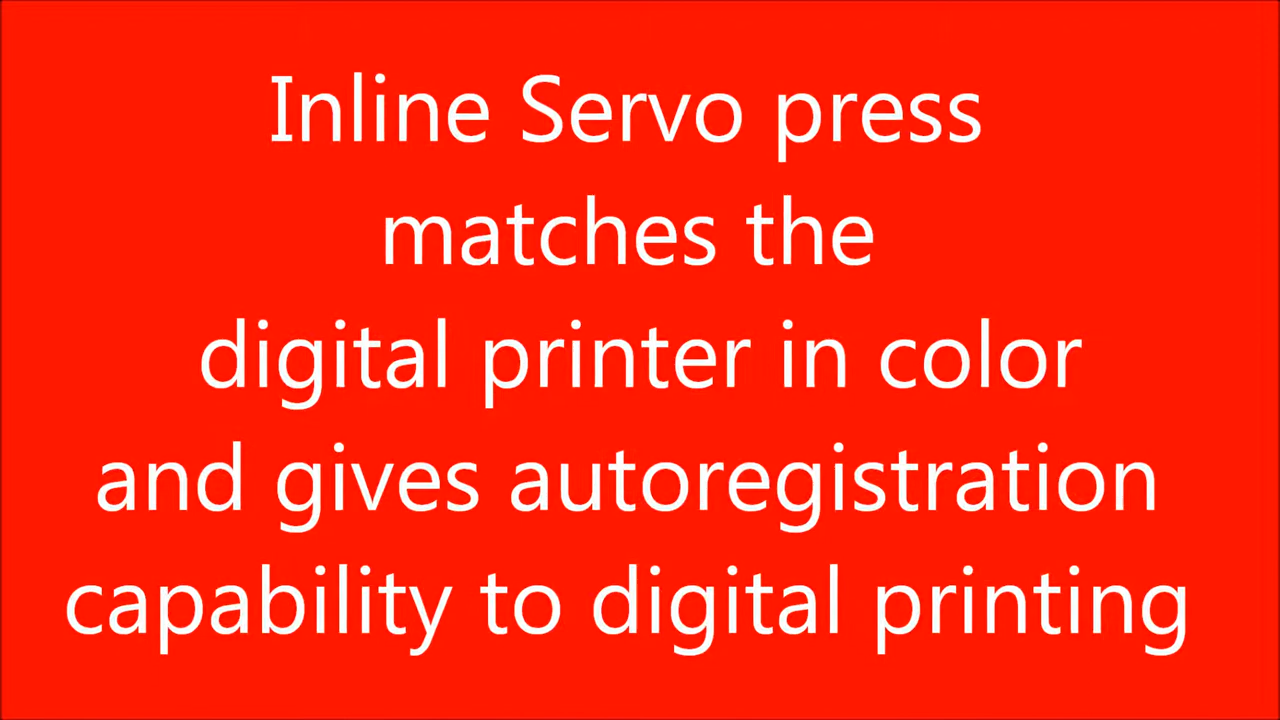 Inline Servo press
matches the
digital printer in color
and gives autoregistration
capability to digital printing